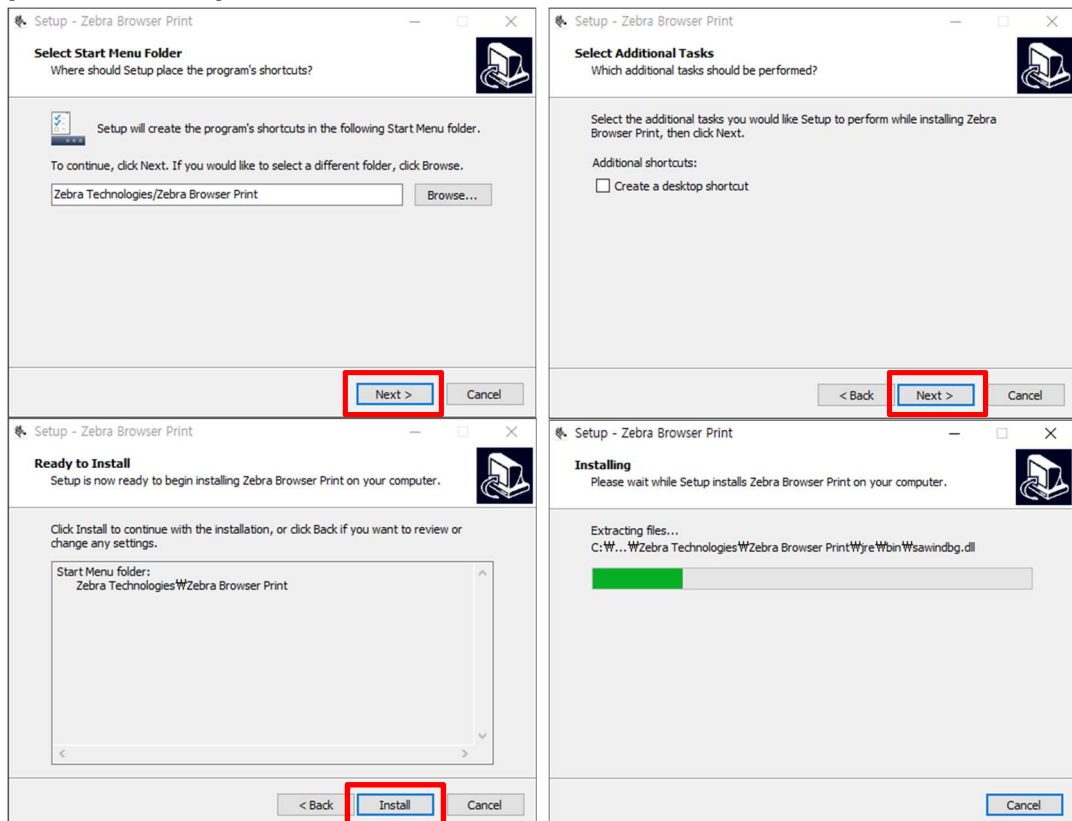 Setup - Zebra Browser Print
Select Start Menu Folder
Where should Setup place the program's shortcuts?
Setup will create the program's shortcuts in the following Start Menu folder.
To continue, click Next. If you would like to select a different folder, click Browse.
Zebra Technologies/Zebra Browser Print
Browse...
Next >
Cancel
Setup - Zebra Browser Print
Select Additional Tasks
Which additional tasks should be performed?
Select the additional tasks you would like Setup to perform while installing Zebra
Browser Print, then click Next.
Additional shortcuts:
Create a desktop shortcut
< Back
Next >
Cancel
Setup - Zebra Browser Print
Ready to Install
Setup is now ready to begin installing Zebra Browser Print on your computer.
Click Install to continue with the installation, or click Back if you want to review or
change any settings.
Start Menu folder:
Zebra Technologies₩Zebra Browser Print
< Back
Install
Cancel
Setup - Zebra Browser Print
Installing
Please wait while Setup installs Zebra Browser Print on your computer.
Extracting files...
C:₩...₩Zebra Technologies₩Zebra Browser Print₩jre₩bin₩sawindbg.dll
Cancel